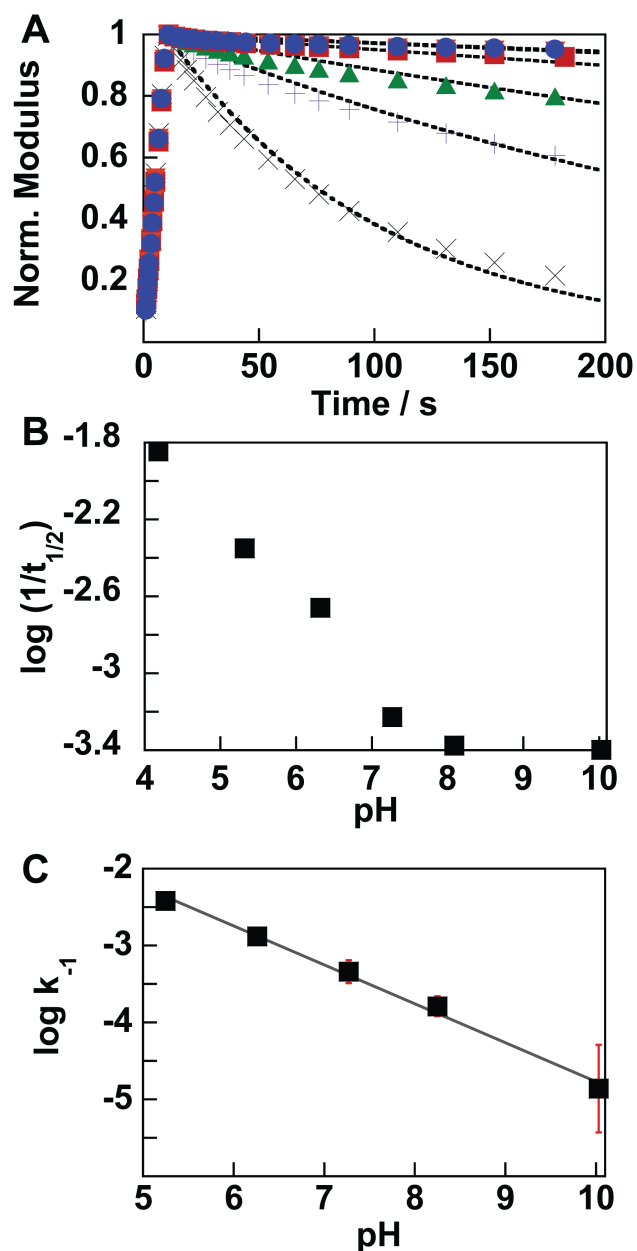 A
1
0.8
0.6
0.4
0.2
Norm. Modulus
0 50 100 150 200
Time / s
B
-1.8
-2.2
-2.6
-3
-3.4
log (1/t1/2)
4 5 6 7 8 9 10
pH
C
-2
-3
-4
-5
log k-1
5 6 7 8 9 10
pH